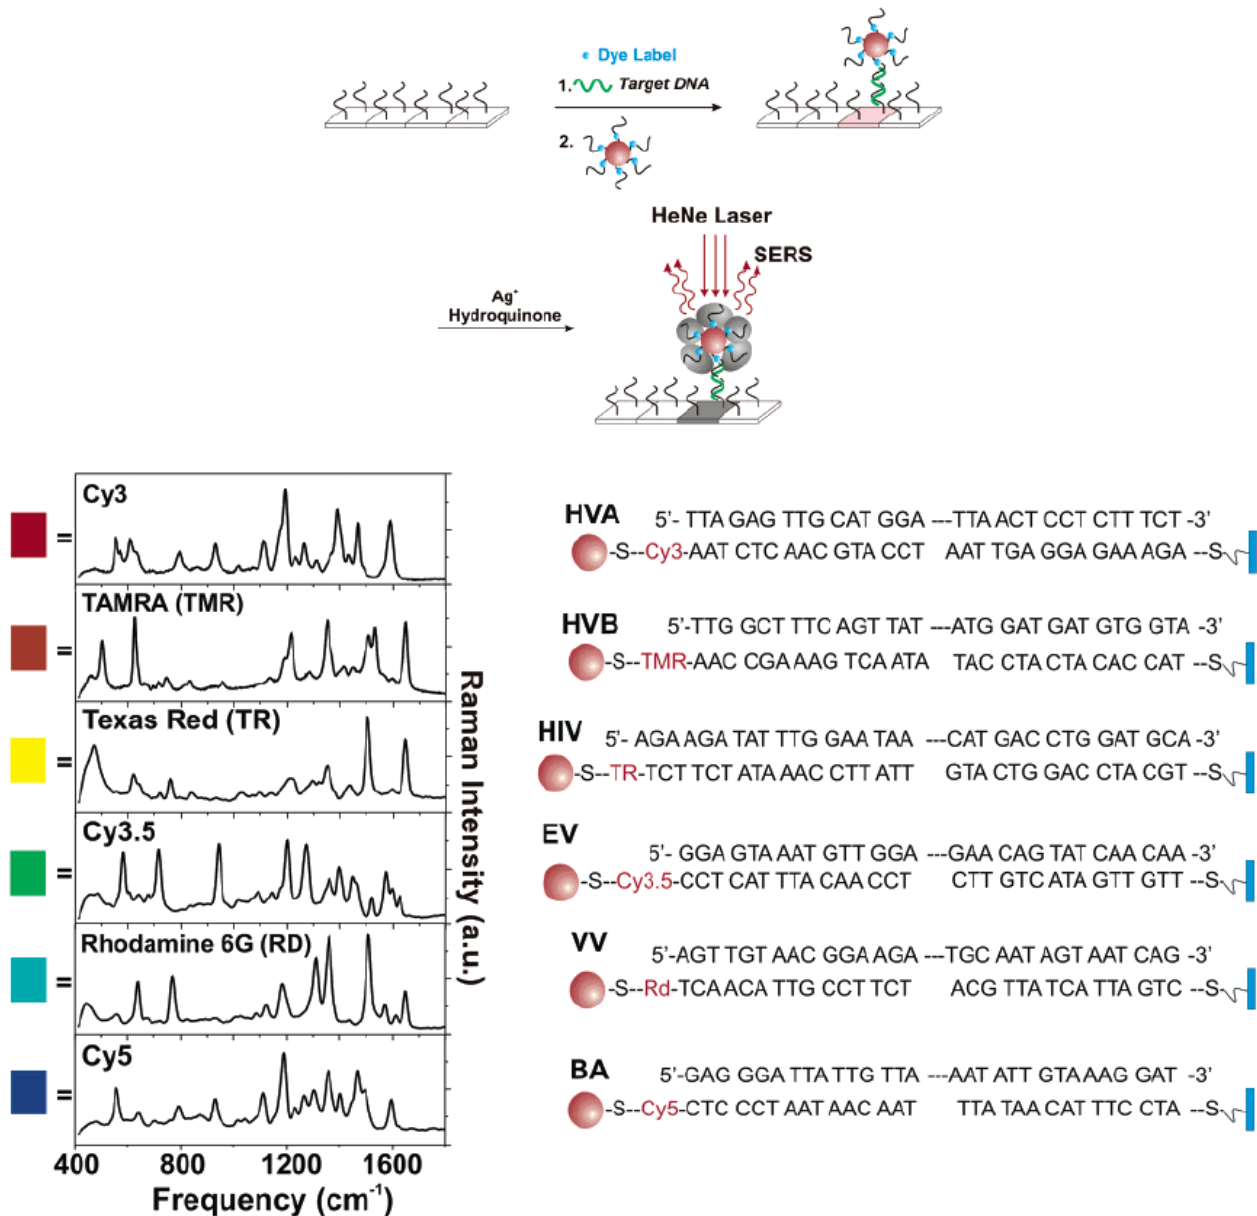 Dye Label
1. Target DNA
2.
HeNe Laser
SERS
Ag+
Hydroquinone
Cy3
=
TAMRA (TMR)
=
Texas Red (TR)
=
Cy3.5
=
Rhodamine 6G (RD)
=
Cy5
=
400 800 1200 1600
Frequency (cm-1)
Raman Intensity (a.u.)
HVA 5'- TTA GAG TTG CAT GGA ---TTA ACT CCT CTT TCT -3'
-S--Cy3-AAT CTC AAC GTA CCT AAT TGA GGA GAA AGA --S
HVB 5'-TTG GCT TTC AGT TAT ---ATG GAT GAT GTG GTA -3'
-S--TMR-AAC CGA AAG TCA ATA TAC CTA CTA CAC CAT --S
HIV 5'- AGA AGA TAT TTG GAA TAA ---CAT GAC CTG GAT GCA -3'
-S--TR-TCT TCT ATA AAC CTT ATT GTA CTG GAC CTA CGT --S
EV 5'- GGA GTA AAT GTT GGA ---GAA CAG TAT CAA CAA -3'
-S--Cy3.5-CCT CAT TTA CAA CCT CTT GTC ATA GTT GTT --S
VV 5'-AGT TGT AAC GGA AGA ---TGC AAT AGT AAT CAG -3'
-S--Rd-TCA ACA TTG CCT TCT ACG TTA TCA TTA GTC --S
BA 5'-GAG GGA TTA TTG TTA ---AAT ATT GTA AAG GAT -3'
-S--Cy5-CTC CCT AAT AAC AAT TTA TAA CAT TTC CTA --S